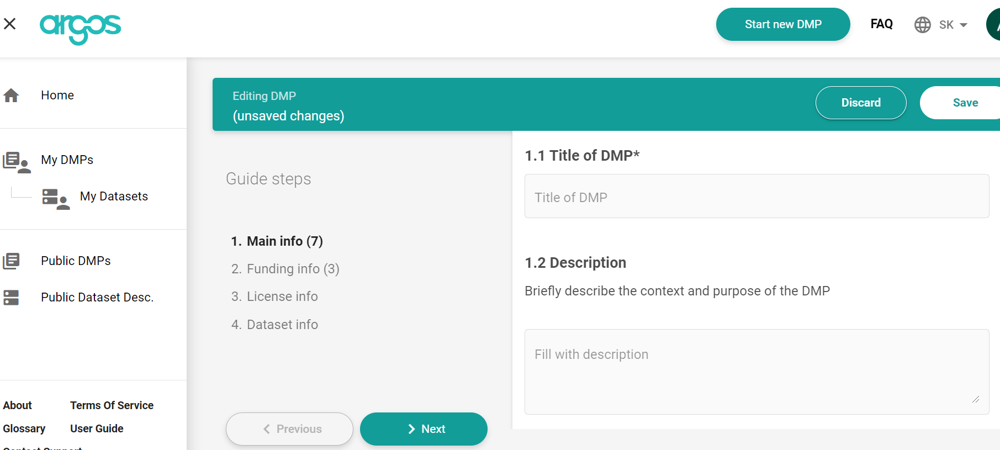 argos
Start new DMP
FAQ
SK
Home
My DMPs
My Datasets
Public DMPs
Public Dataset Desc.
About
Terms Of Service
Glossary
User Guide
Contact Support
Editing DMP
(unsaved changes)
Discard
Save
Guide steps
1. Main info (7)
2. Funding info (3)
3. License info
4. Dataset info
Previous
Next
1.1 Title of DMP*
Title of DMP
1.2 Description
Briefly describe the context and purpose of the DMP
Fill with description